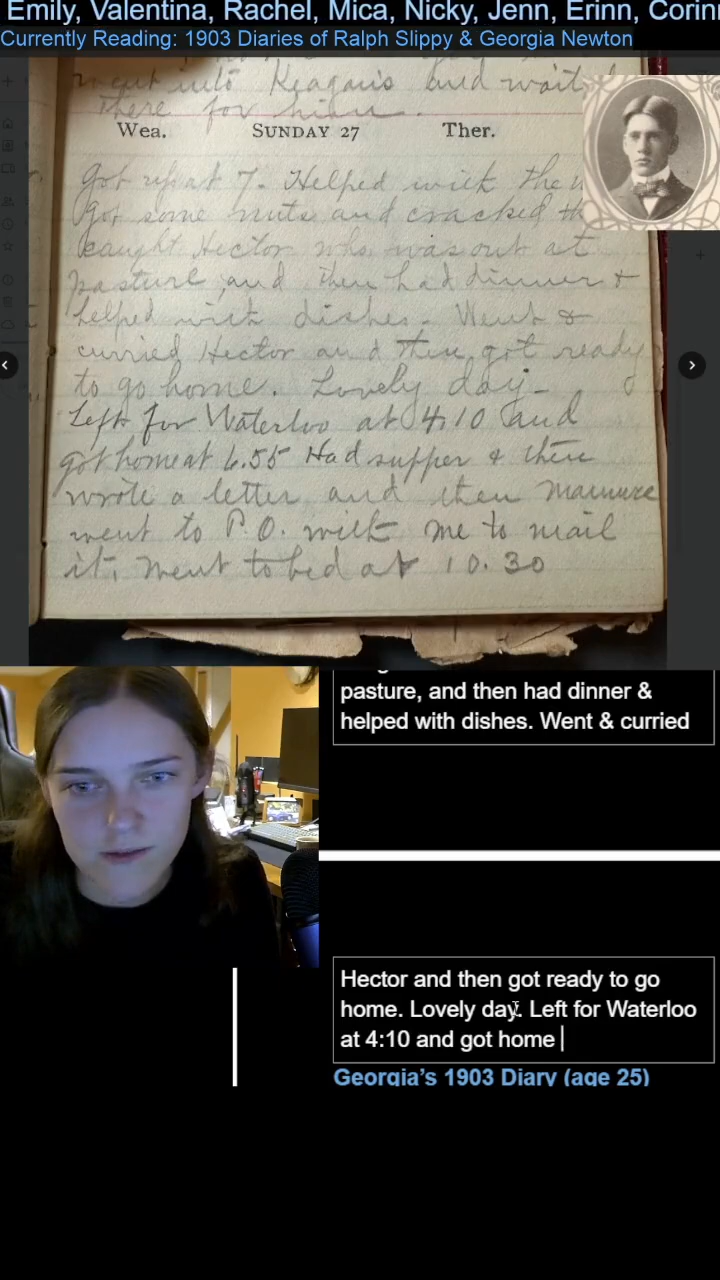 Emily, Valentina, Rachel, Mica, Nicky, Jenn, Erinn, Corinn
Currently Reading: 1903 Diaries of Ralph Slippy & Georgia Newton
went into Reagan's and wait
there for him.
Wea. SUNDAY 27 Ther.
Got up at 7. Helped with the
Got some nuts and cracked th
caught Hector who was out at
pasture, and then had dinner &
helped with dishes. Went &
curried Hector and then got ready
to go home. Lovely day.
Left for Waterloo at 4:10 and
got home at 6.55 Had supper & then
wrote a letter and then
went to P.O. with me to mail
it. Went to bed at 10.30
pasture, and then had dinner &
helped with dishes. Went & curried
Hector and then got ready to go
home. Lovely day. Left for Waterloo
at 4:10 and got home
Georgia's 1903 Diary (age 25)